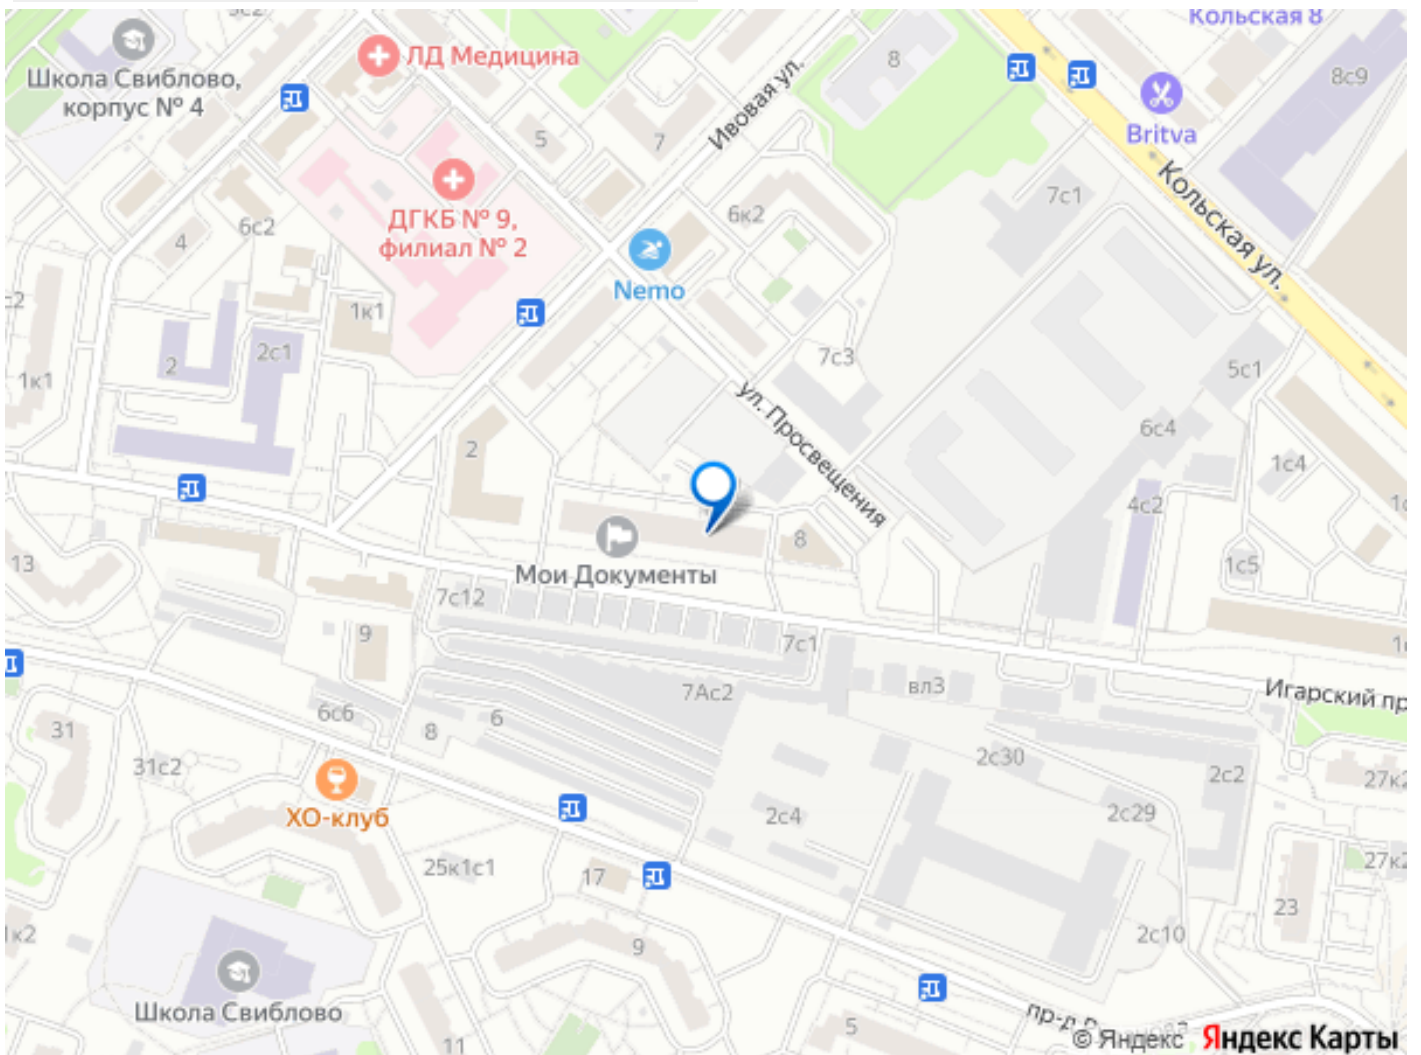 Кольская 8
ЛД Медицина
Школа Свиблово,
корпус № 4
8
8с9
Britva
5
7
Ивовая ул.
Кольская ул.
7с1
ДГКБ № 9,
филиал № 2
6к2
6с2
4
Nemo
1к1
2
2с1
1к1
7с3
ул. Просвещения
5с1
6с4
2
1с4
4с2
8
Мои Документы
13
1с5
7с12
9
7с1
7Ас2
вл3
Игарский пр
6с6
6
8
31
31с2
2с30
2с2
27к2
ХО-клуб
2с4
2с29
25к1с1
17
27к2
23
1к2
9
2с10
Школа Свиблово
пр-д
5
11
© Яндекс Яндекс Карты